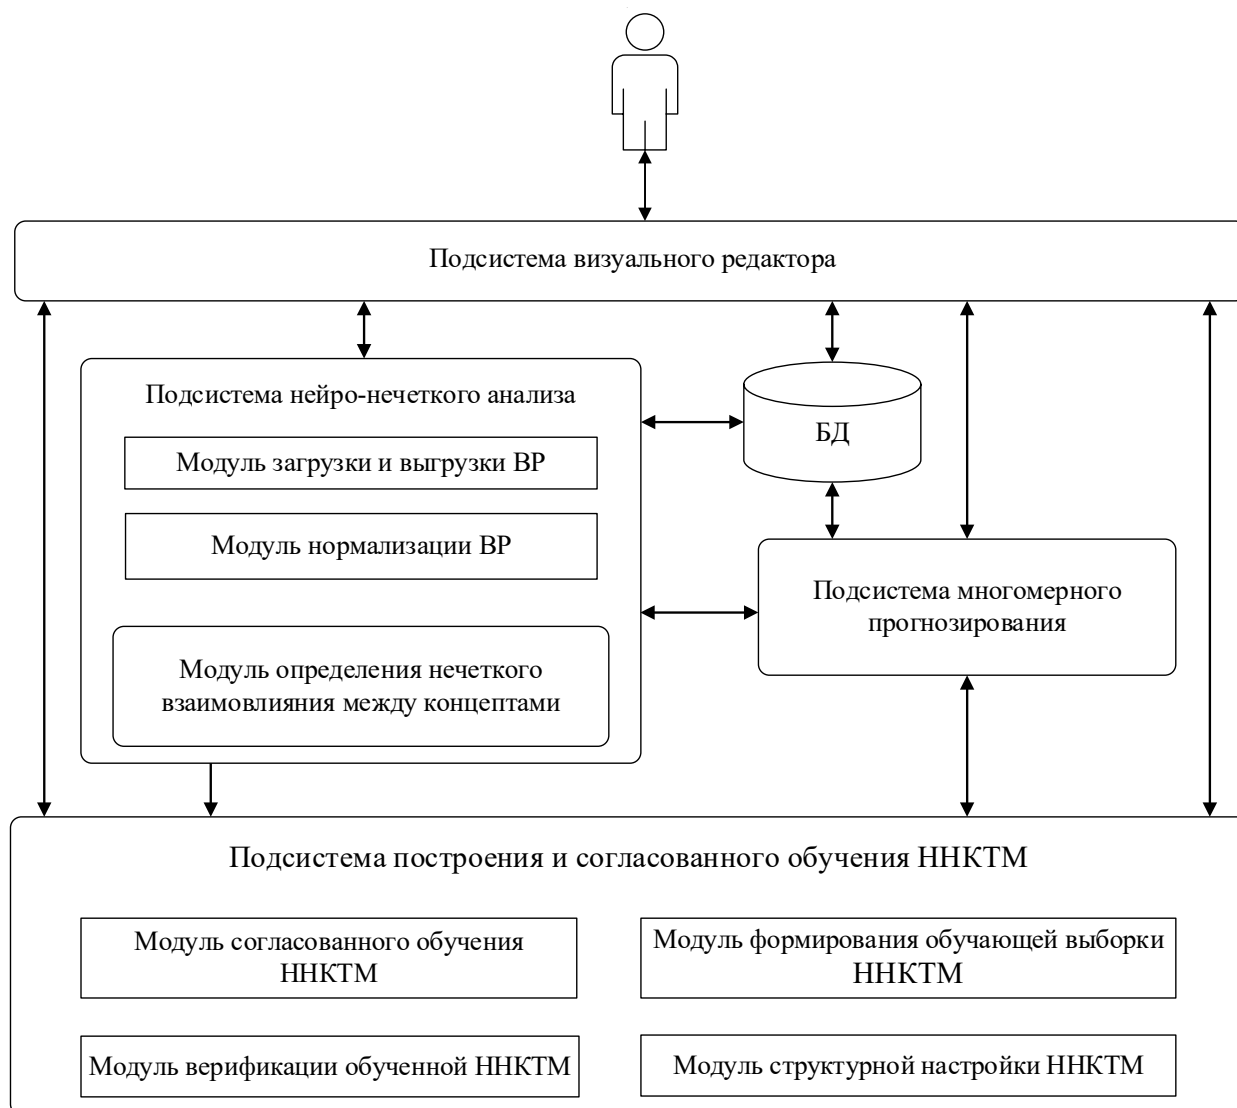 Подсистема визуального редактора
Подсистема нейро-нечеткого анализа
Модуль загрузки и выгрузки ВР
Модуль нормализации ВР
Модуль определения нечеткого
взаимовлияния между концептами
БД
Подсистема многомерного
прогнозирования
Подсистема построения и согласованного обучения ННКТМ
Модуль согласованного обучения
ННКТМ
Модуль формирования обучающей выборки
ННКТМ
Модуль верификации обученной ННКТМ
Модуль структурной настройки ННКТМ